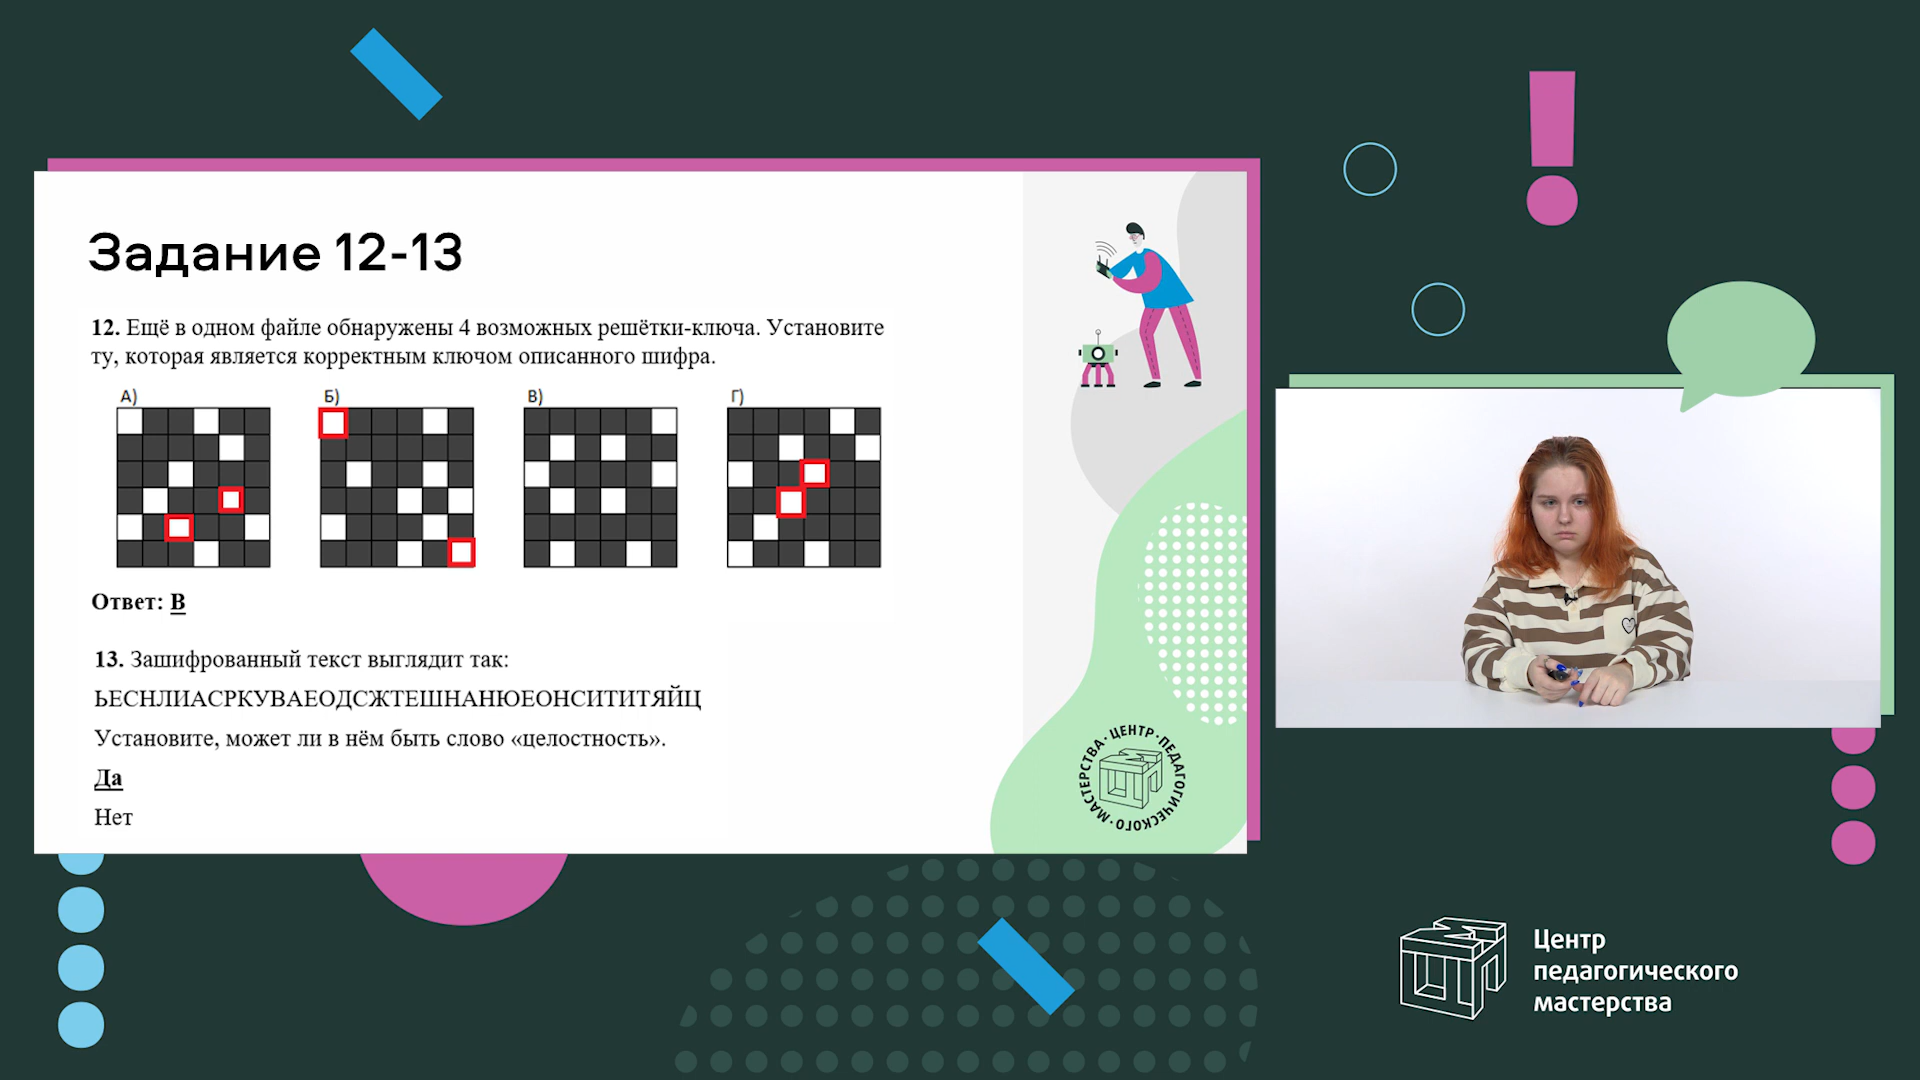 Задание 12-13
12. Ещё в одном файле обнаружены 4 возможных решётки-ключа. Установите
ту, которая является корректным ключом описанного шифра.
А) Б) В) Г)
Ответ: В
13. Зашифрованный текст выглядит так:
ЬЕСНЛИАСРКУВАЕОДСЖТЕШНАНЮЕОНСИТИТЯЙЦ
Установите, может ли в нём быть слово «целостность».
Да
Нет
ЦЕНТР · ПЕДАГОГИЧЕСКОГО · МАСТЕРСТВА ·
Центр
педагогического
мастерства